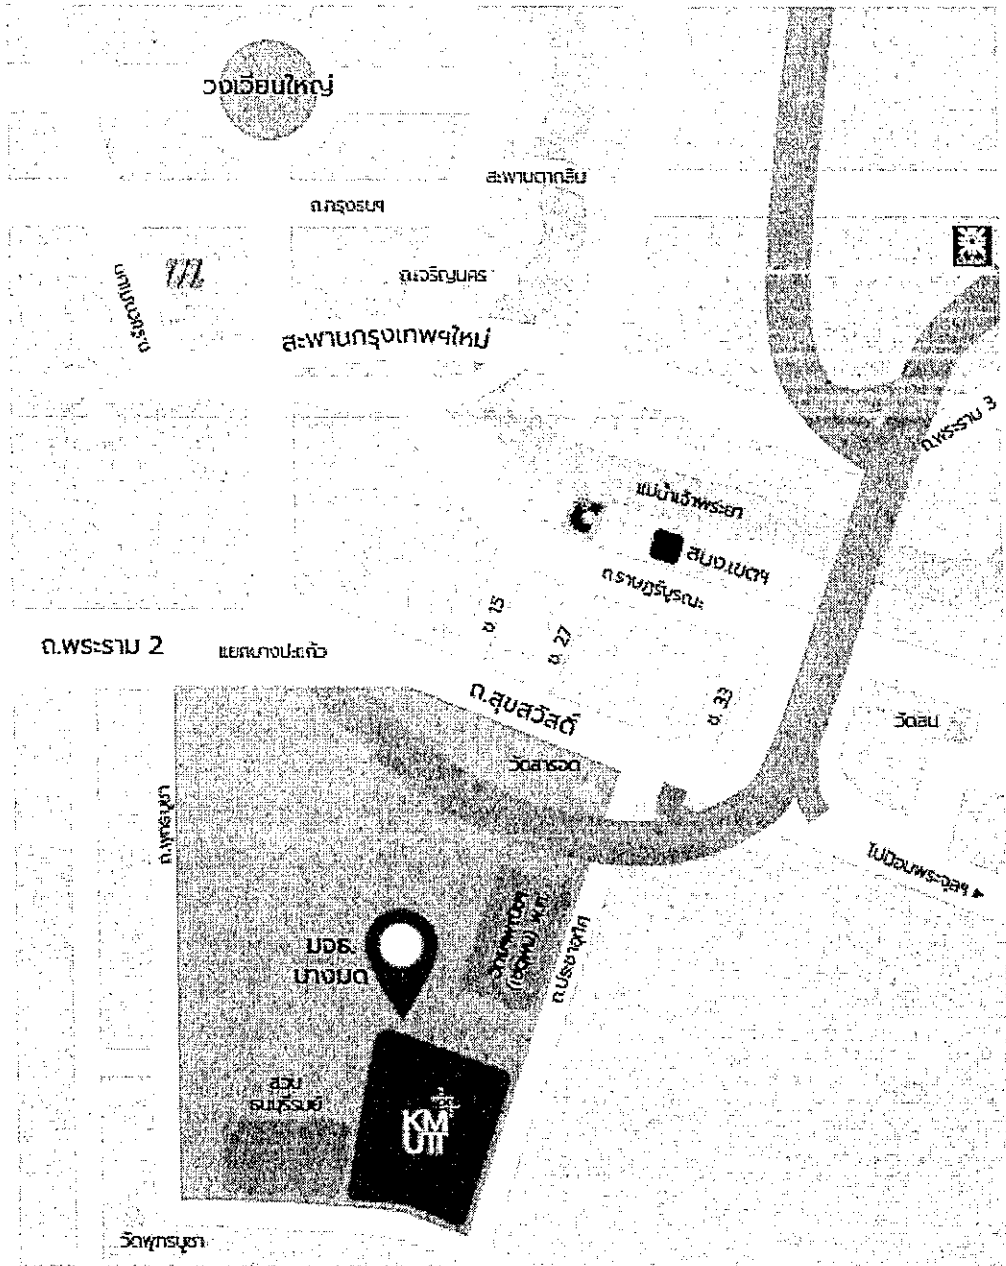 วงเวียนใหญ่
สะพานตากสิน
ถ.กรุงธนฯ
ถ.เจริญนคร
สะพานกรุงเทพฯใหม่
ถ.พระราม 3
แม่น้ำเจ้าพระยา
สนง.เขตฯ
ถ.ราษฎร์บูรณะ
ซ. 15
ซ. 27
ซ. 33
ถ.พระราม 2
แยกบางปะแก้ว
ถ.สุขสวัสดิ์
วัดสน
วัดสารอด
ถ.พุทธบูชา
ไปป้อมพระจุลฯ
มจธ.
บางมด
ถ.ประชาอุทิศ
สวน
ธนบุรีรมย์
KM
UTT
วัดพุทธบูชา